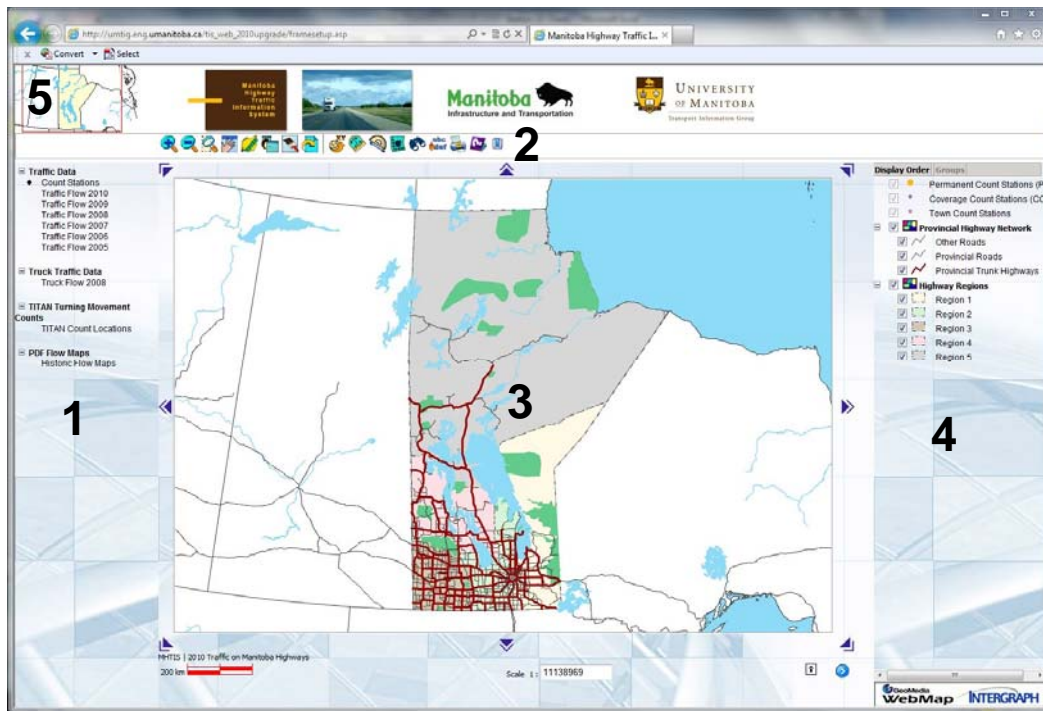 http://umtig.eng.umanitoba.ca/tis_web_2010upgrade/framesetup.asp
Manitoba Highway Traffic I...
x Convert Select
5
Manitoba
Highway
Traffic
Information
System
Manitoba
Infrastructure and Transportation
UNIVERSITY
OF MANITOBA
Transport Information Group
2
Traffic Data
Count Stations
Traffic Flow 2010
Traffic Flow 2009
Traffic Flow 2008
Traffic Flow 2007
Traffic Flow 2006
Traffic Flow 2005
Truck Traffic Data
Truck Flow 2008
TITAN Turning Movement
Counts
TITAN Count Locations
PDF Flow Maps
Historic Flow Maps
1
3
Display Order Groups
Permanent Count Stations (P
Coverage Count Stations (CC
Town Count Stations
Provincial Highway Network
Other Roads
Provincial Roads
Provincial Trunk Highways
Highway Regions
Region 1
Region 2
Region 3
Region 4
Region 5
4
MHTIS | 2010 Traffic on Manitoba Highways
200 km
Scale 1: 11138969
GeoMedia
WebMap INTERGRAPH